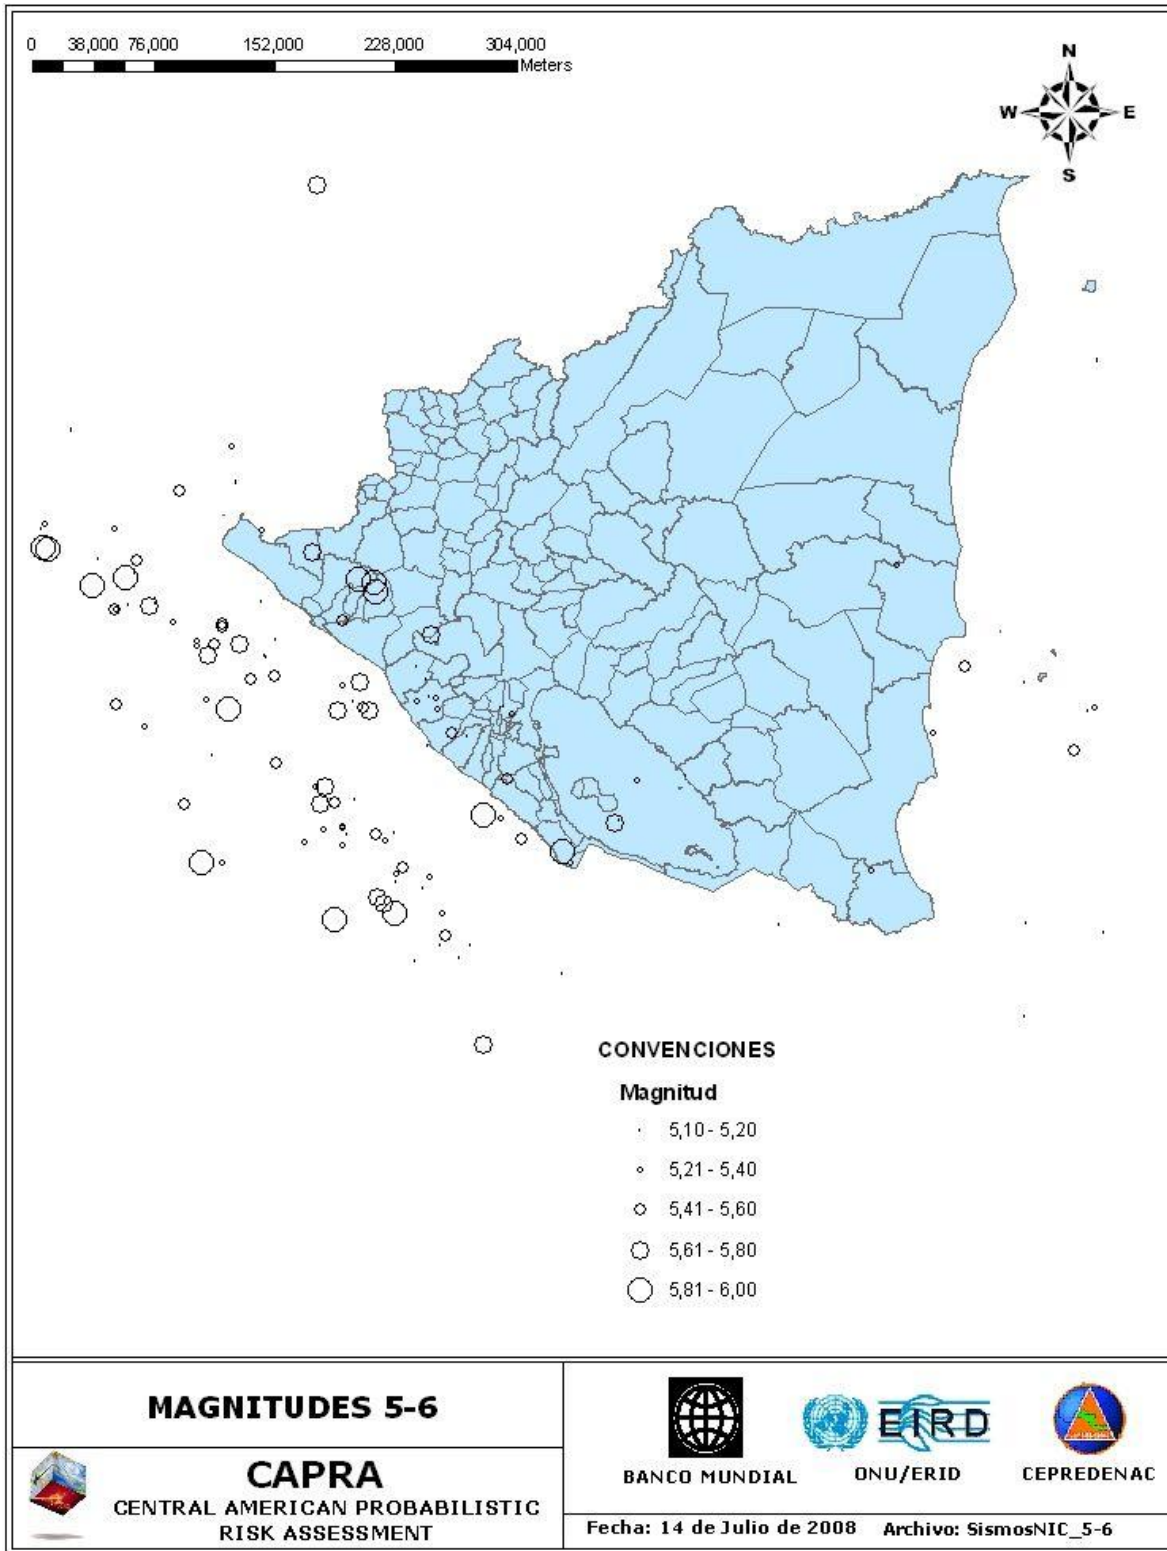 0 38,000 76,000 152,000 228,000 304,000
Meters
N
W E
S
CONVENCIONES
Magnitud
5,10 - 5,20
5,21 - 5,40
5,41 - 5,60
5,61 - 5,80
5,81 - 6,00
MAGNITUDES 5-6
CAPRA
CENTRAL AMERICAN PROBABILISTIC
RISK ASSESSMENT
EIRD
BANCO MUNDIAL ONU/ERID CEPREDENAC
Fecha: 14 de Julio de 2008 Archivo: SismosNIC_5-6